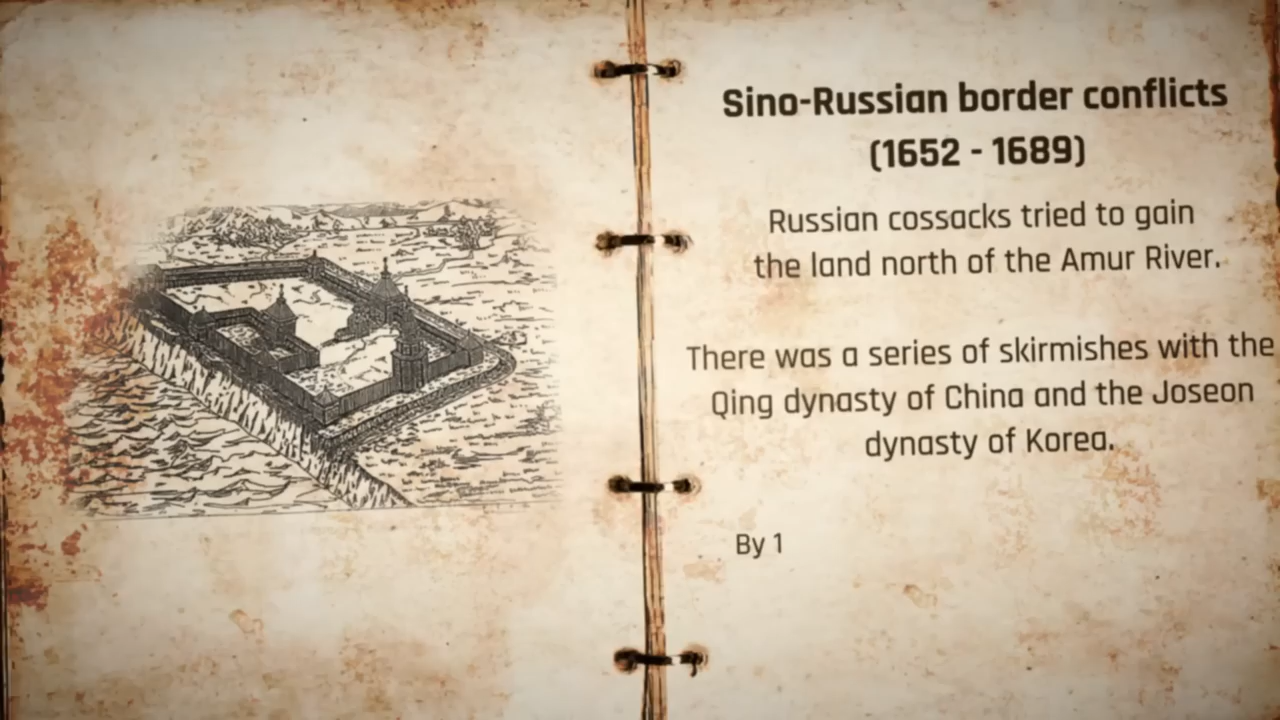 Sino-Russian border conflicts
(1652 - 1689)
Russian cossacks tried to gain
the land north of the Amur River.
There was a series of skirmishes with the
Qing dynasty of China and the Joseon
dynasty of Korea.
By 1